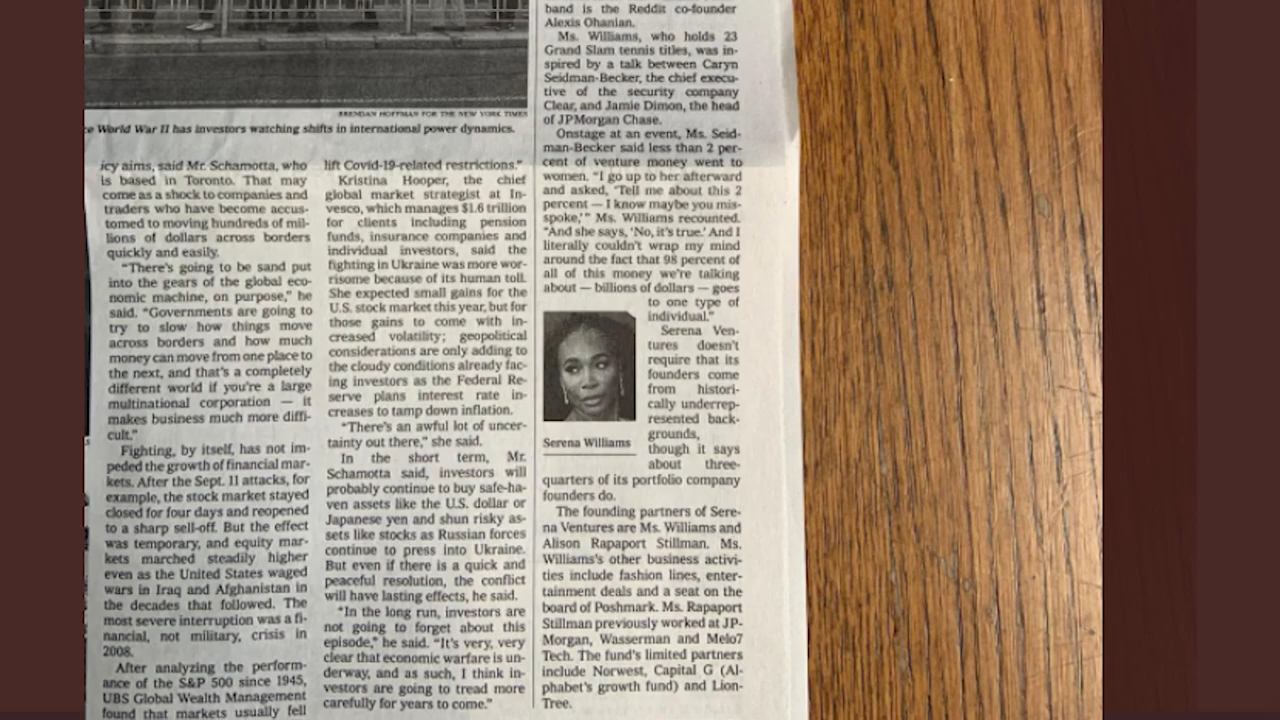 BRENDAN HOFFMAN FOR THE NEW YORK TIMES
e World War II has investors watching shifts in international power dynamics.
icy aims, said Mr. Schamotta, who
is based in Toronto. That may
come as a shock to companies and
traders who have become accus-
tomed to moving hundreds of mil-
lions of dollars across borders
quickly and easily.
“There’s going to be sand put
into the gears of the global eco-
nomic machine, on purpose,” he
said. “Governments are going to
try to slow how things move
across borders and how much
money can move from one place to
the next, and that’s a completely
different world if you’re a large
multinational corporation — it
makes business much more diffi-
cult.”
Fighting, by itself, has not im-
peded the growth of financial mar-
kets. After the Sept. 11 attacks, for
example, the stock market stayed
closed for four days and reopened
to a sharp sell-off. But the effect
was temporary, and equity mar-
kets marched steadily higher
even as the United States waged
wars in Iraq and Afghanistan in
the decades that followed. The
most severe interruption was a fi-
nancial, not military, crisis in
2008.
After analyzing the perform-
ance of the S&P 500 since 1945,
UBS Global Wealth Management
found that markets usually fell
lift Covid-19-related restrictions.”
Kristina Hooper, the chief
global market strategist at In-
vesco, which manages $1.6 trillion
for clients including pension
funds, insurance companies and
individual investors, said the
fighting in Ukraine was more wor-
risome because of its human toll.
She expected small gains for the
U.S. stock market this year, but for
those gains to come with in-
creased volatility; geopolitical
considerations are only adding to
the cloudy conditions already fac-
ing investors as the Federal Re-
serve plans interest rate in-
creases to tamp down inflation.
“There’s an awful lot of uncer-
tainty out there,” she said.
In the short term, Mr.
Schamotta said, investors will
probably continue to buy safe-ha-
ven assets like the U.S. dollar or
Japanese yen and shun risky as-
sets like stocks as Russian forces
continue to press into Ukraine.
But even if there is a quick and
peaceful resolution, the conflict
will have lasting effects, he said.
“In the long run, investors are
not going to forget about this
episode,” he said. “It’s very, very
clear that economic warfare is un-
derway, and as such, I think in-
vestors are going to tread more
carefully for years to come.”
band is the Reddit co-founder
Alexis Ohanian.
Ms. Williams, who holds 23
Grand Slam tennis titles, was in-
spired by a talk between Caryn
Seidman-Becker, the chief execu-
tive of the security company
Clear, and Jamie Dimon, the head
of JPMorgan Chase.
Onstage at an event, Ms. Seid-
man-Becker said less than 2 per-
cent of venture money went to
women. “I go up to her afterward
and asked, ‘Tell me about this 2
percent — I know maybe you mis-
spoke,’” Ms. Williams recounted.
“And she says, ‘No, it’s true.’ And I
literally couldn’t wrap my mind
around the fact that 98 percent of
all of this money we’re talking
about — billions of dollars — goes
to one type of
individual.”
Serena Ven-
tures doesn’t
require that its
founders come
from histori-
cally underrep-
resented back-
grounds,
though it says
about three-
Serena Williams
quarters of its portfolio company
founders do.
The founding partners of Sere-
na Ventures are Ms. Williams and
Alison Rapaport Stillman. Ms.
Williams’s other business activi-
ties include fashion lines, enter-
tainment deals and a seat on the
board of Poshmark. Ms. Rapaport
Stillman previously worked at JP-
Morgan, Wasserman and Melo7
Tech. The fund’s limited partners
include Norwest, Capital G (Al-
phabet’s growth fund) and Lion-
Tree.